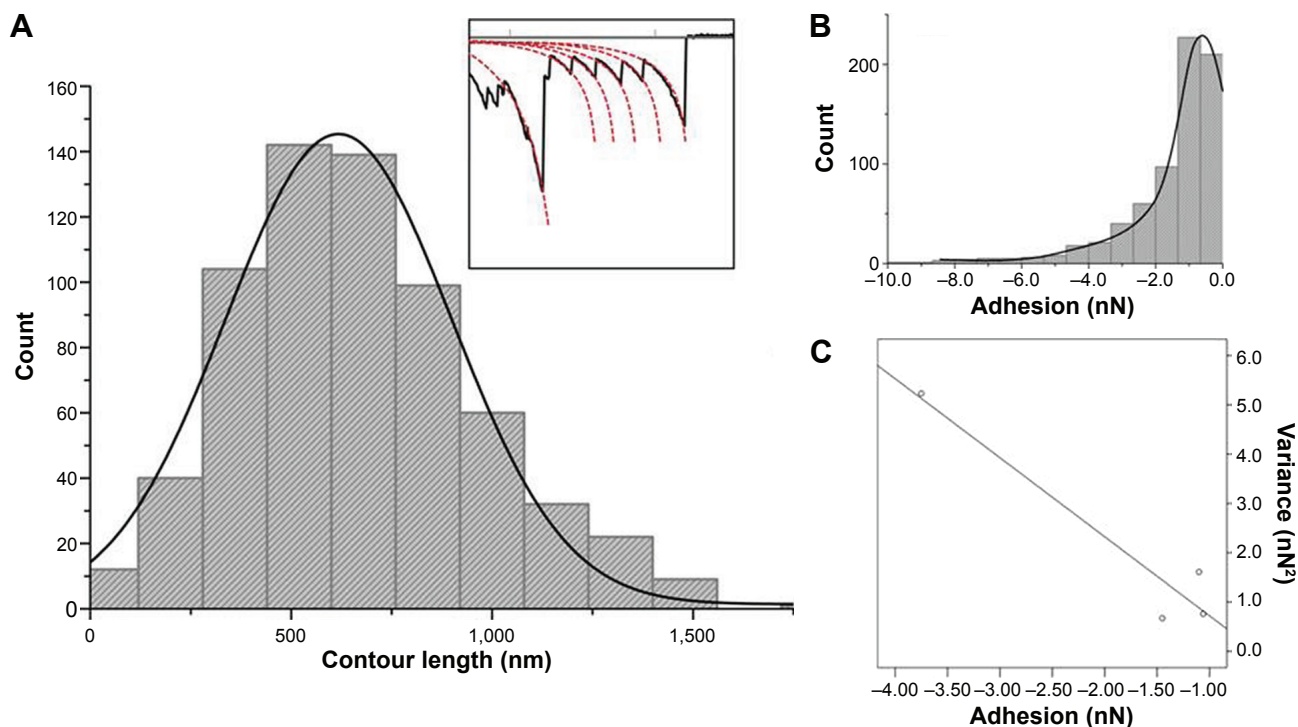 A
160
140
120
100
80
60
40
20
0
Count
0 500 1,000 1,500
Contour length (nm)
B
200
100
0
Count
–10.0 –8.0 –6.0 –4.0 –2.0 0.0
Adhesion (nN)
C
6.0
5.0
4.0
3.0
2.0
1.0
0.0
Variance (nN²)
–4.00 –3.50 –3.00 –2.50 –2.00 –1.50 –1.00
Adhesion (nN)